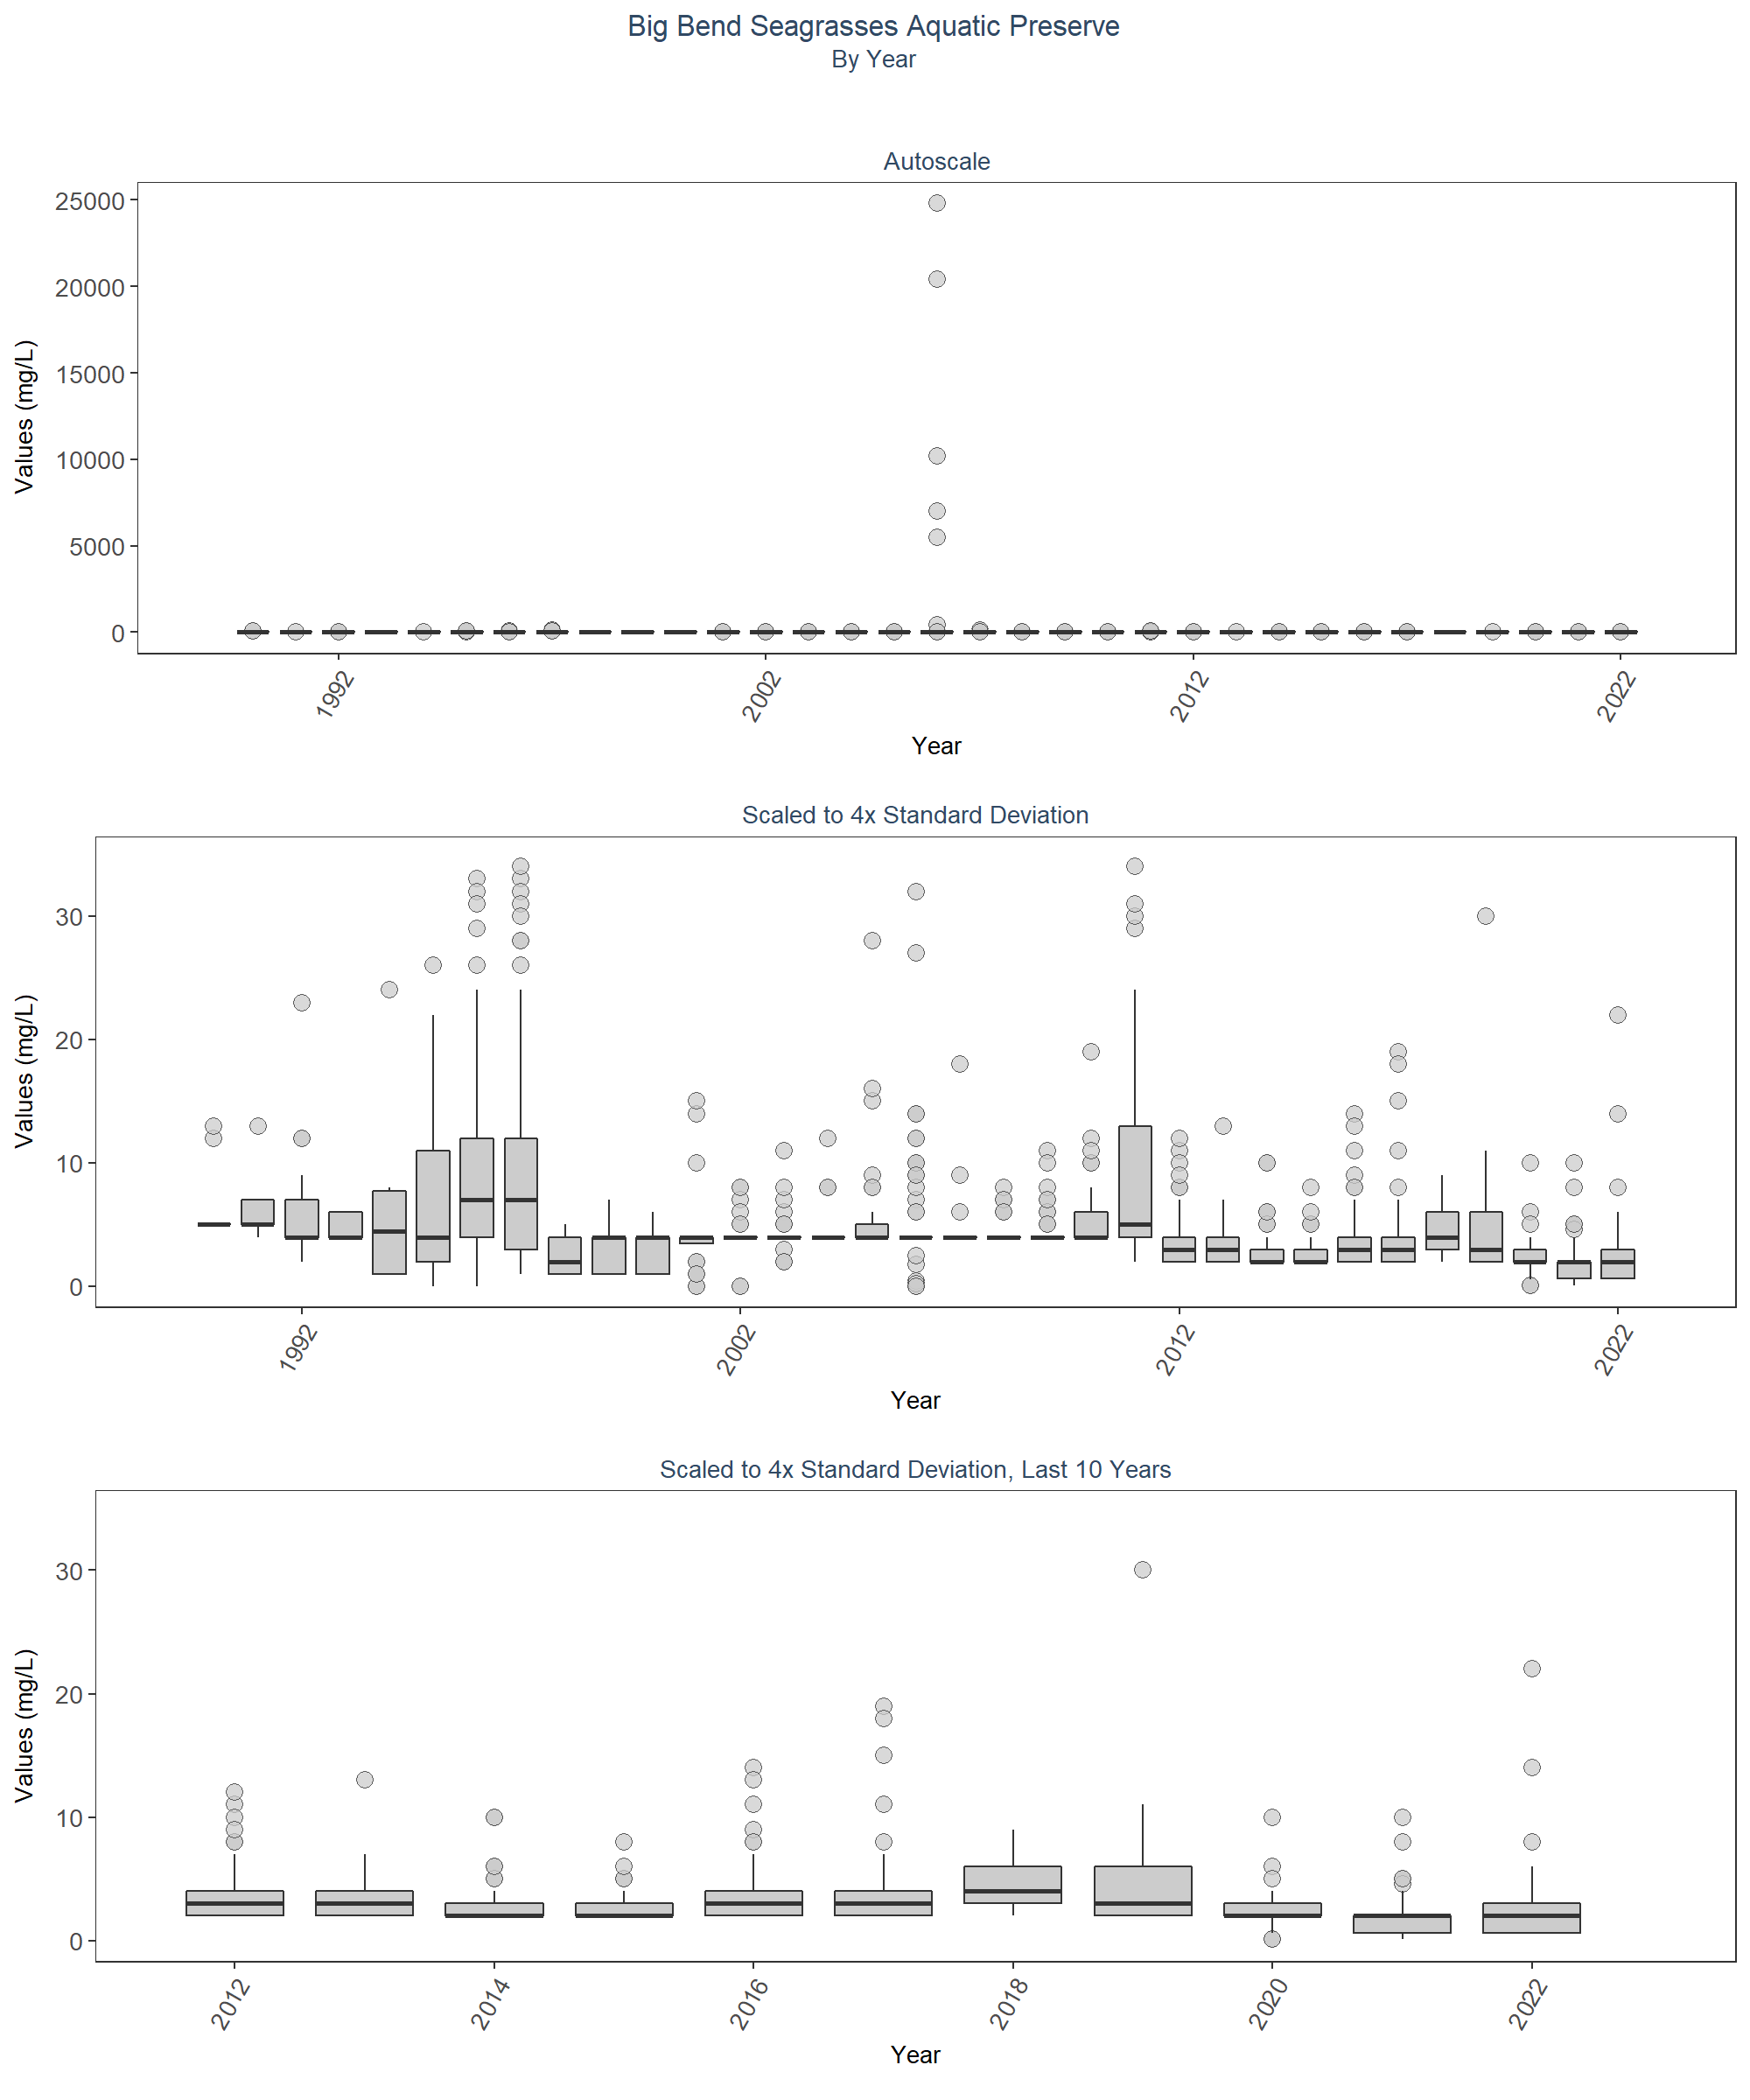 Big Bend Seagrasses Aquatic Preserve
By Year
Autoscale
25000
20000
15000
10000
5000
0
Values (mg/L)
1992
2002
2012
2022
Year
Scaled to 4x Standard Deviation
30
20
10
0
Values (mg/L)
1992
2002
2012
2022
Year
Scaled to 4x Standard Deviation, Last 10 Years
30
20
10
0
Values (mg/L)
2012
2014
2016
2018
2020
2022
Year